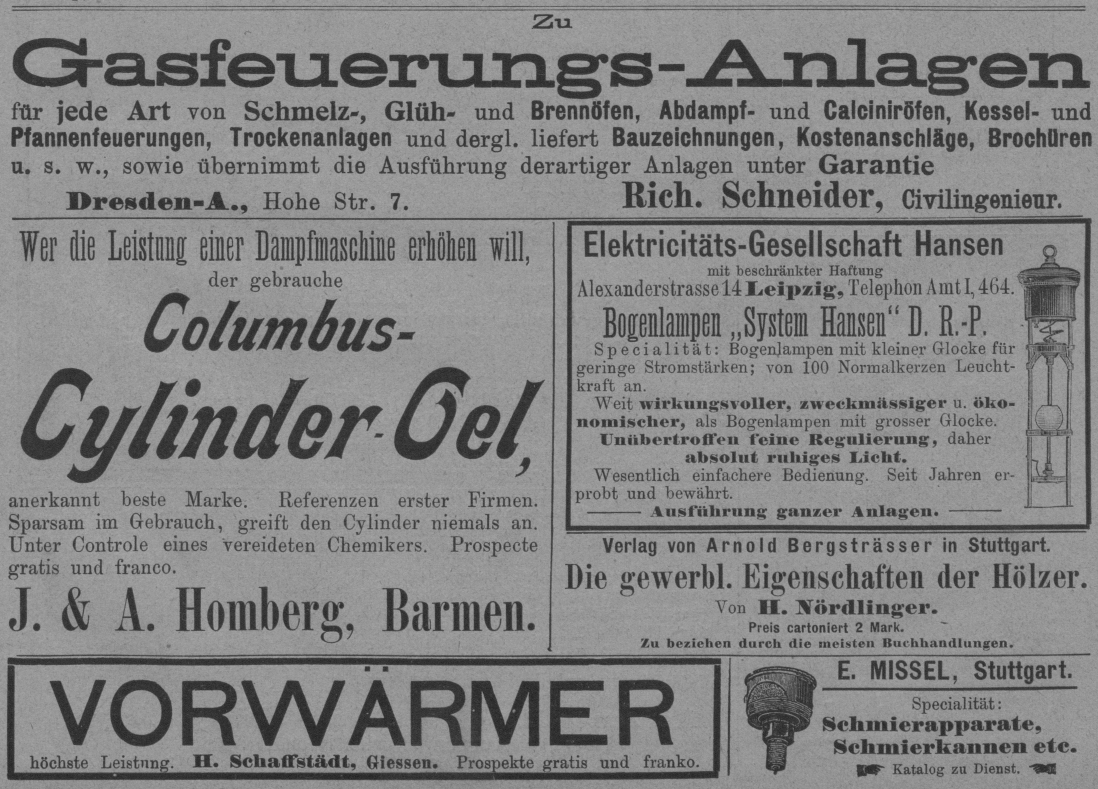 Zu
Gasfeuerungs-Anlagen
für jede Art von Schmelz-, Glüh- und Brennöfen, Abdampf- und Calciniröfen, Kessel- und
Pfannenfeuerungen, Trockenanlagen und dergl. liefert Bauzeichnungen, Kostenanschläge, Brochüren
u. s. w., sowie übernimmt die Ausführung derartiger Anlagen unter Garantie
Dresden-A., Hohe Str. 7.
Rich. Schneider, Civilingenieur.
Wer die Leistung einer Dampfmaschine erhöhen will,
der gebrauche
Columbus-
Cylinder-Oel,
anerkannt beste Marke. Referenzen erster Firmen.
Sparsam im Gebrauch, greift den Cylinder niemals an.
Unter Controle eines vereideten Chemikers. Prospecte
gratis und franco.
J. & A. Homberg, Barmen.
Elektricitäts-Gesellschaft Hansen
mit beschränkter Haftung
Alexanderstrasse 14 Leipzig, Telephon Amt I, 464.
Bogenlampen „System Hansen“ D. R.-P.
Specialität: Bogenlampen mit kleiner Glocke für
geringe Stromstärken; von 100 Normalkerzen Leucht-
kraft an.
Weit wirkungsvoller, zweckmässiger u. öko-
nomischer, als Bogenlampen mit grosser Glocke.
Unübertroffen feine Regulierung, daher
absolut ruhiges Licht.
Wesentlich einfachere Bedienung. Seit Jahren er-
probt und bewährt.
Ausführung ganzer Anlagen.
Verlag von Arnold Bergsträsser in Stuttgart.
Die gewerbl. Eigenschaften der Hölzer.
Von H. Nördlinger.
Preis cartoniert 2 Mark.
Zu beziehen durch die meisten Buchhandlungen.
VORWÄRMER
höchste Leistung. H. Schaffstädt, Giessen. Prospekte gratis und franko.
E. MISSEL, Stuttgart.
Specialität:
Schmierapparate,
Schmierkannen etc.
Katalog zu Dienst.